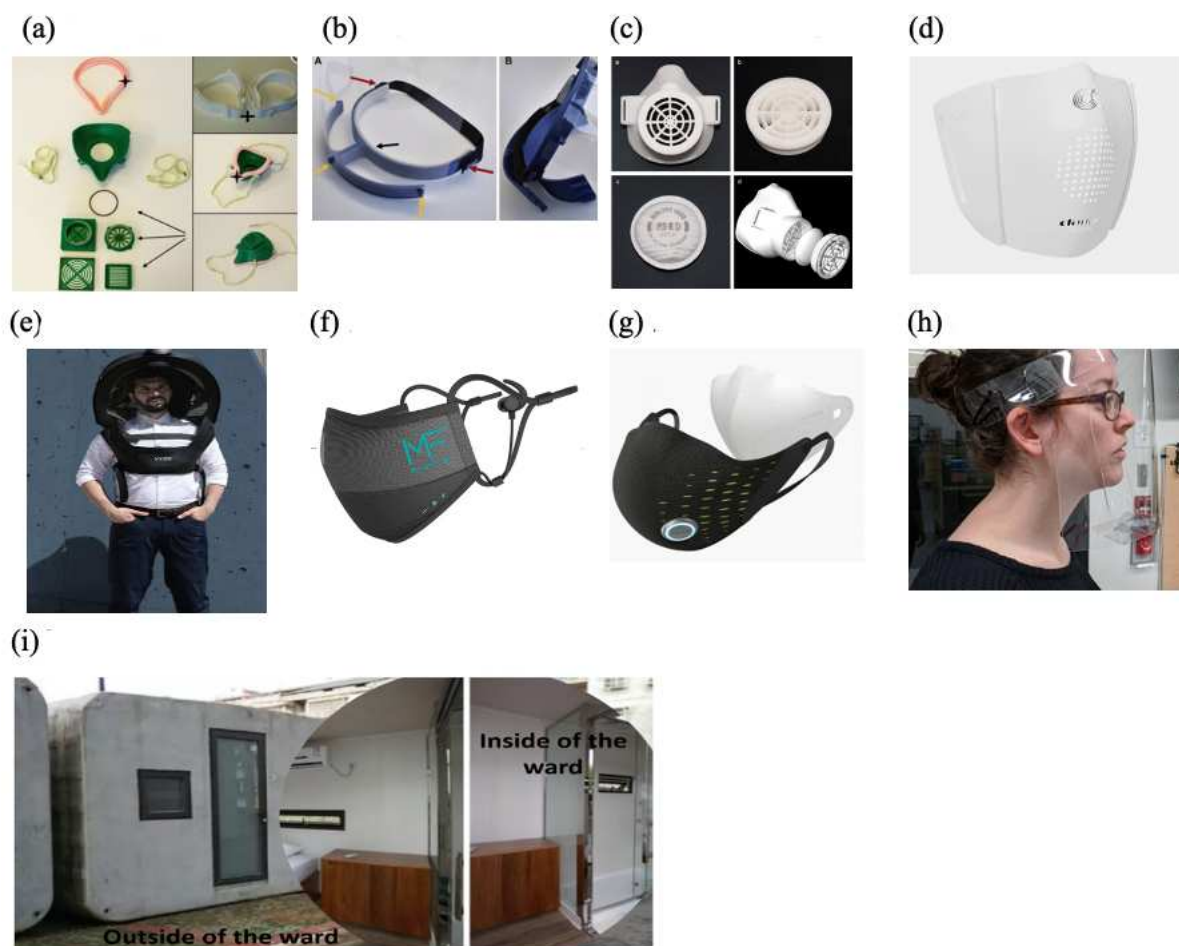 (a)
(b)
(c)
(d)
A
B
a
b
c
d
(e)
(f)
(g)
(h)
MF
(i)
Inside of the
ward
Outside of the ward